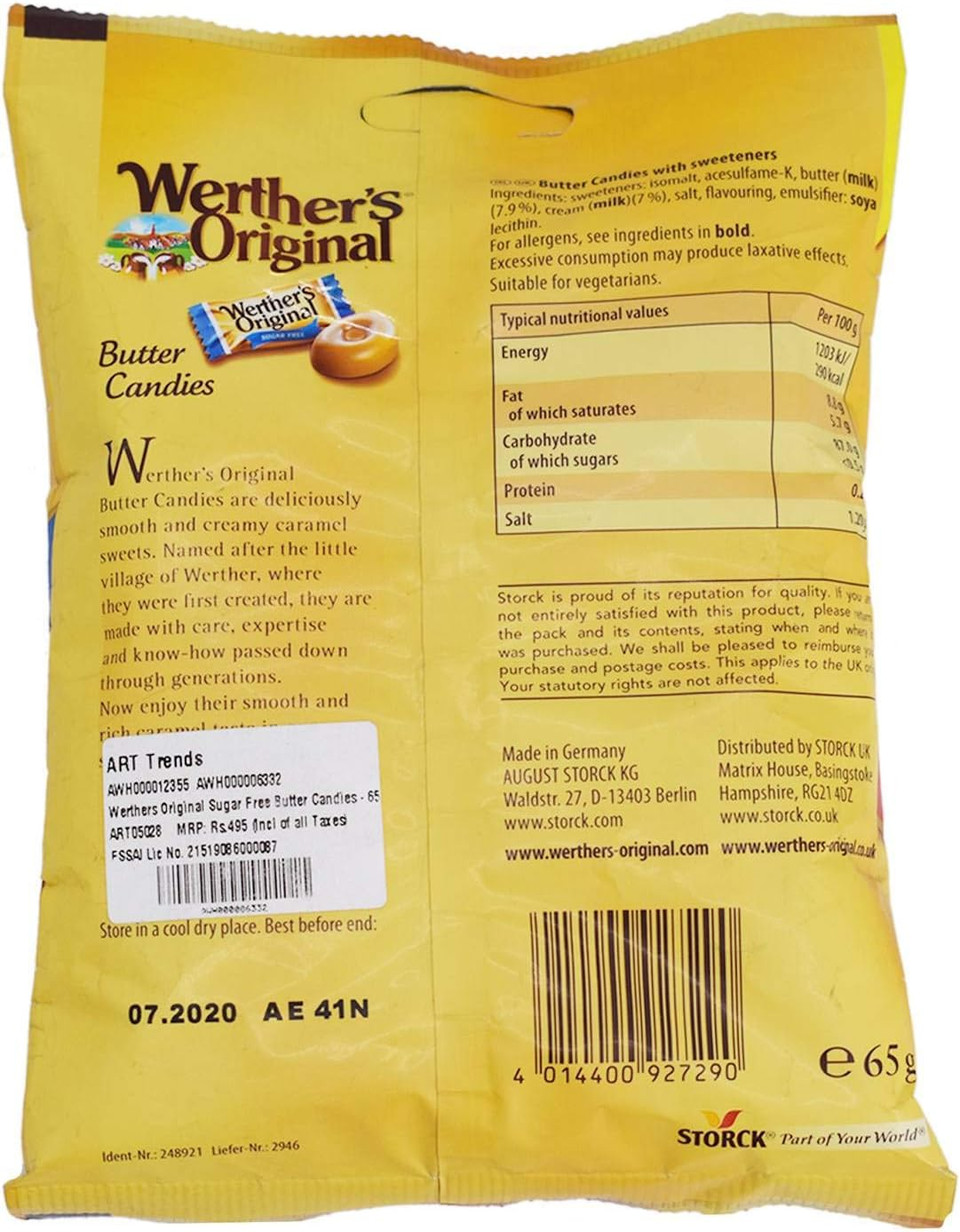 Werther's
Original
Werther's
Original
SUGAR FREE
Butter
Candies
Werther's Original
Butter Candies are deliciously
smooth and creamy caramel
sweets. Named after the little
village of Werther, where
they were first created, they are
made with care, expertise
and know-how passed down
through generations.
Now enjoy their smooth and
rich caramel taste in
ART Trends
AWH000012355 AWH000006332
Werthers Original Sugar Free Butter Candies - 65
ART05028 MRP: Rs.495 (Incl of all Taxes)
FSSAI Lic No. 21519086000087
AWH000006332
Store in a cool dry place. Best before end:
07.2020 AE 41N
Ident-Nr.: 248921 Liefer-Nr.: 2946
Butter Candies with sweeteners
Ingredients: sweeteners: isomalt, acesulfame-K, butter (milk)
(7.9%), cream (milk)(7%), salt, flavouring, emulsifier: soya
lecithin.
For allergens, see ingredients in bold.
Excessive consumption may produce laxative effects.
Suitable for vegetarians.
Typical nutritional values Per 100 g
Energy 1203 kJ/
290 kcal
Fat 8.8 g
of which saturates 5.7 g
Carbohydrate
of which sugars
Protein
Salt 1.20
Storck is proud of its reputation for quality. If you
not entirely satisfied with this product, please return
the pack and its contents, stating when and where
was purchased. We shall be pleased to reimburse
purchase and postage costs. This applies to the UK
Your statutory rights are not affected.
Made in Germany
AUGUST STORCK KG
Waldstr. 27, D-13403 Berlin
www.storck.com
www.werthers-original.com
Distributed by STORCK UK
Matrix House, Basingstoke
Hampshire, RG21 4DZ
www.storck.co.uk
www.werthers-original.co.uk
4 014400 927290
e 65 g
STORCK® Part of Your World®